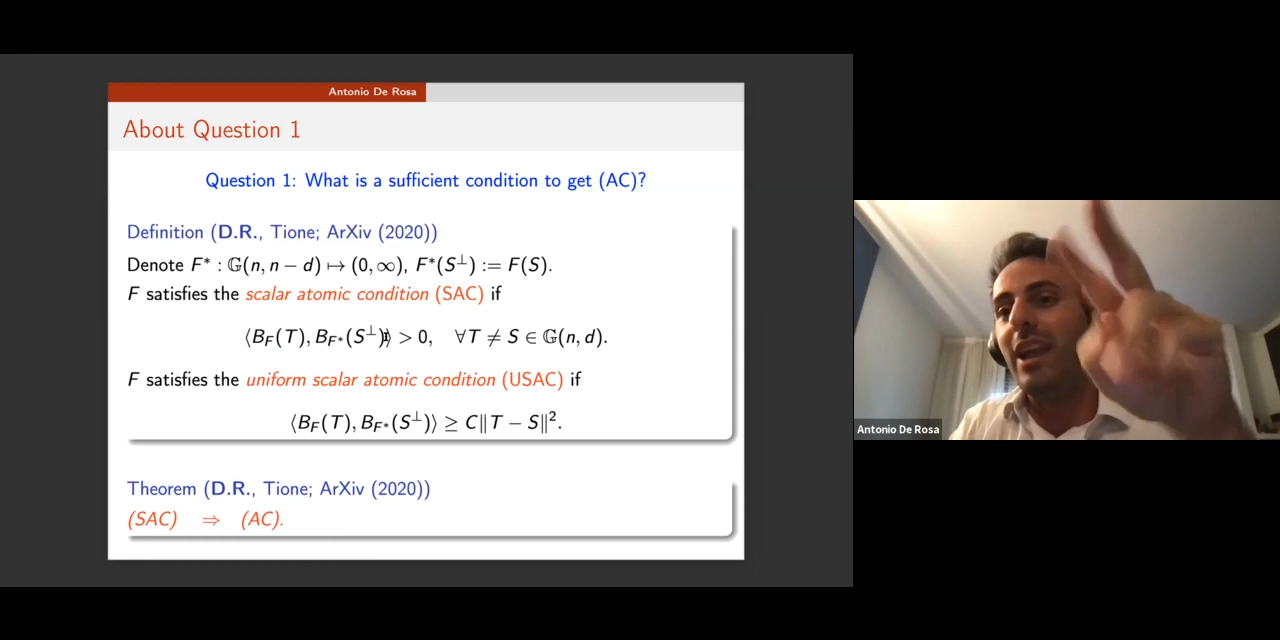 Antonio De Rosa
About Question 1
Question 1: What is a sufficient condition to get (AC)?
Definition (D.R., Tione; ArXiv (2020))
Denote F* : 𝔾(n, n − d) ↦ (0, ∞), F*(S^⊥) := F(S).
F satisfies the scalar atomic condition (SAC) if
⟨B_F(T), B_{F*}(S^⊥)⟩ > 0, ∀T ≠ S ∈ 𝔾(n, d).
F satisfies the uniform scalar atomic condition (USAC) if
⟨B_F(T), B_{F*}(S^⊥)⟩ ≥ C‖T − S‖².
Theorem (D.R., Tione; ArXiv (2020))
(SAC) ⇒ (AC).
Antonio De Rosa